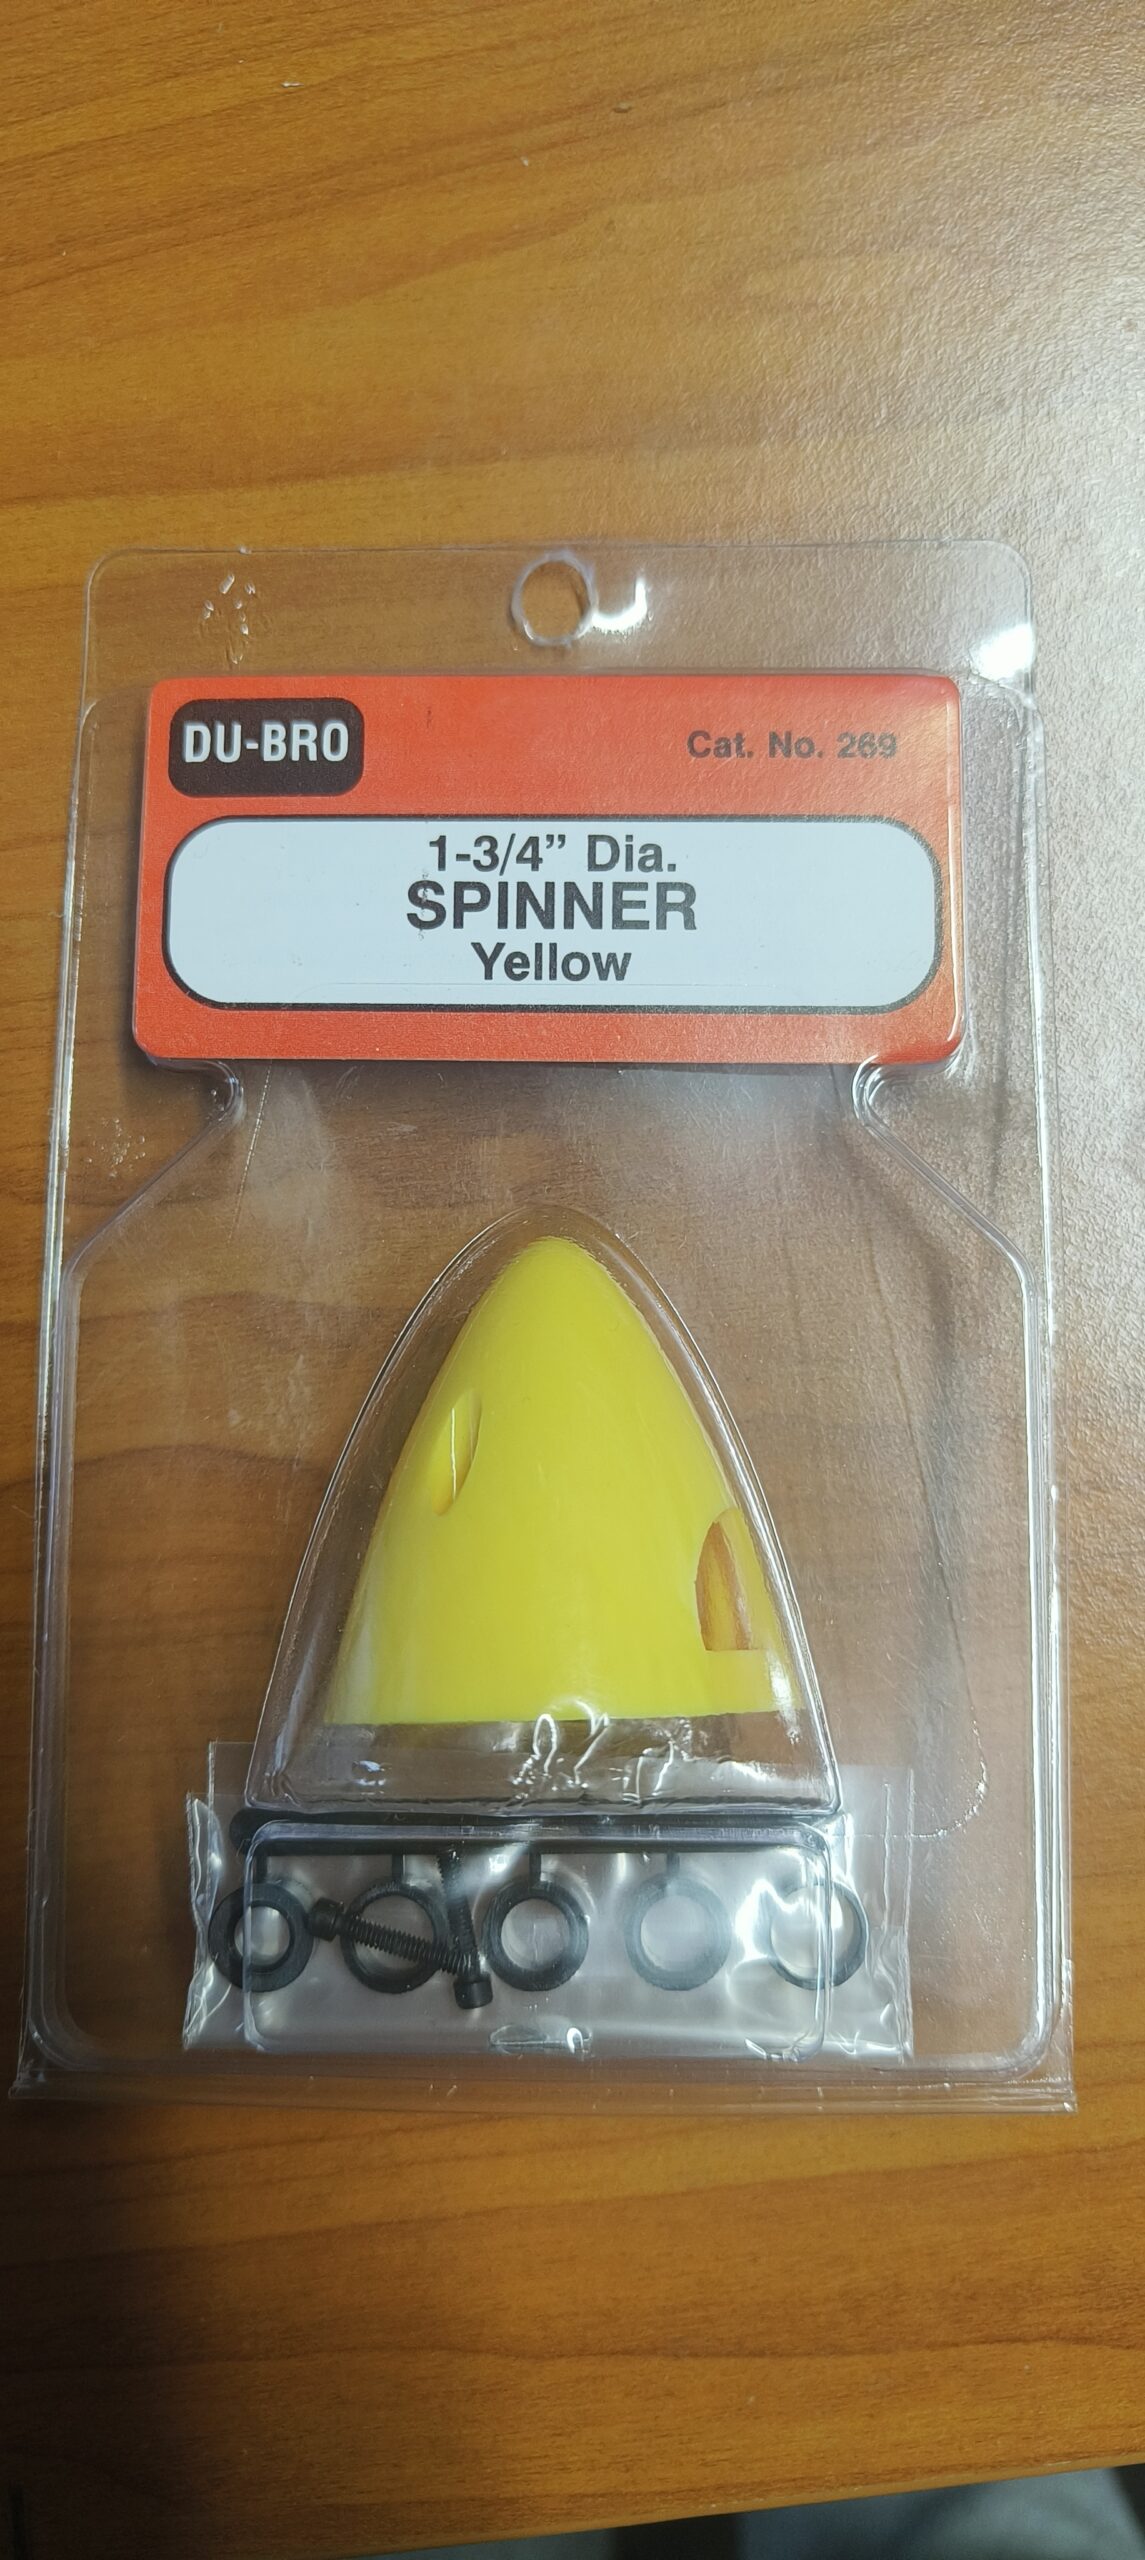 DU-BRO
Cat. No. 269
1-3/4” Dia.
SPINNER
Yellow